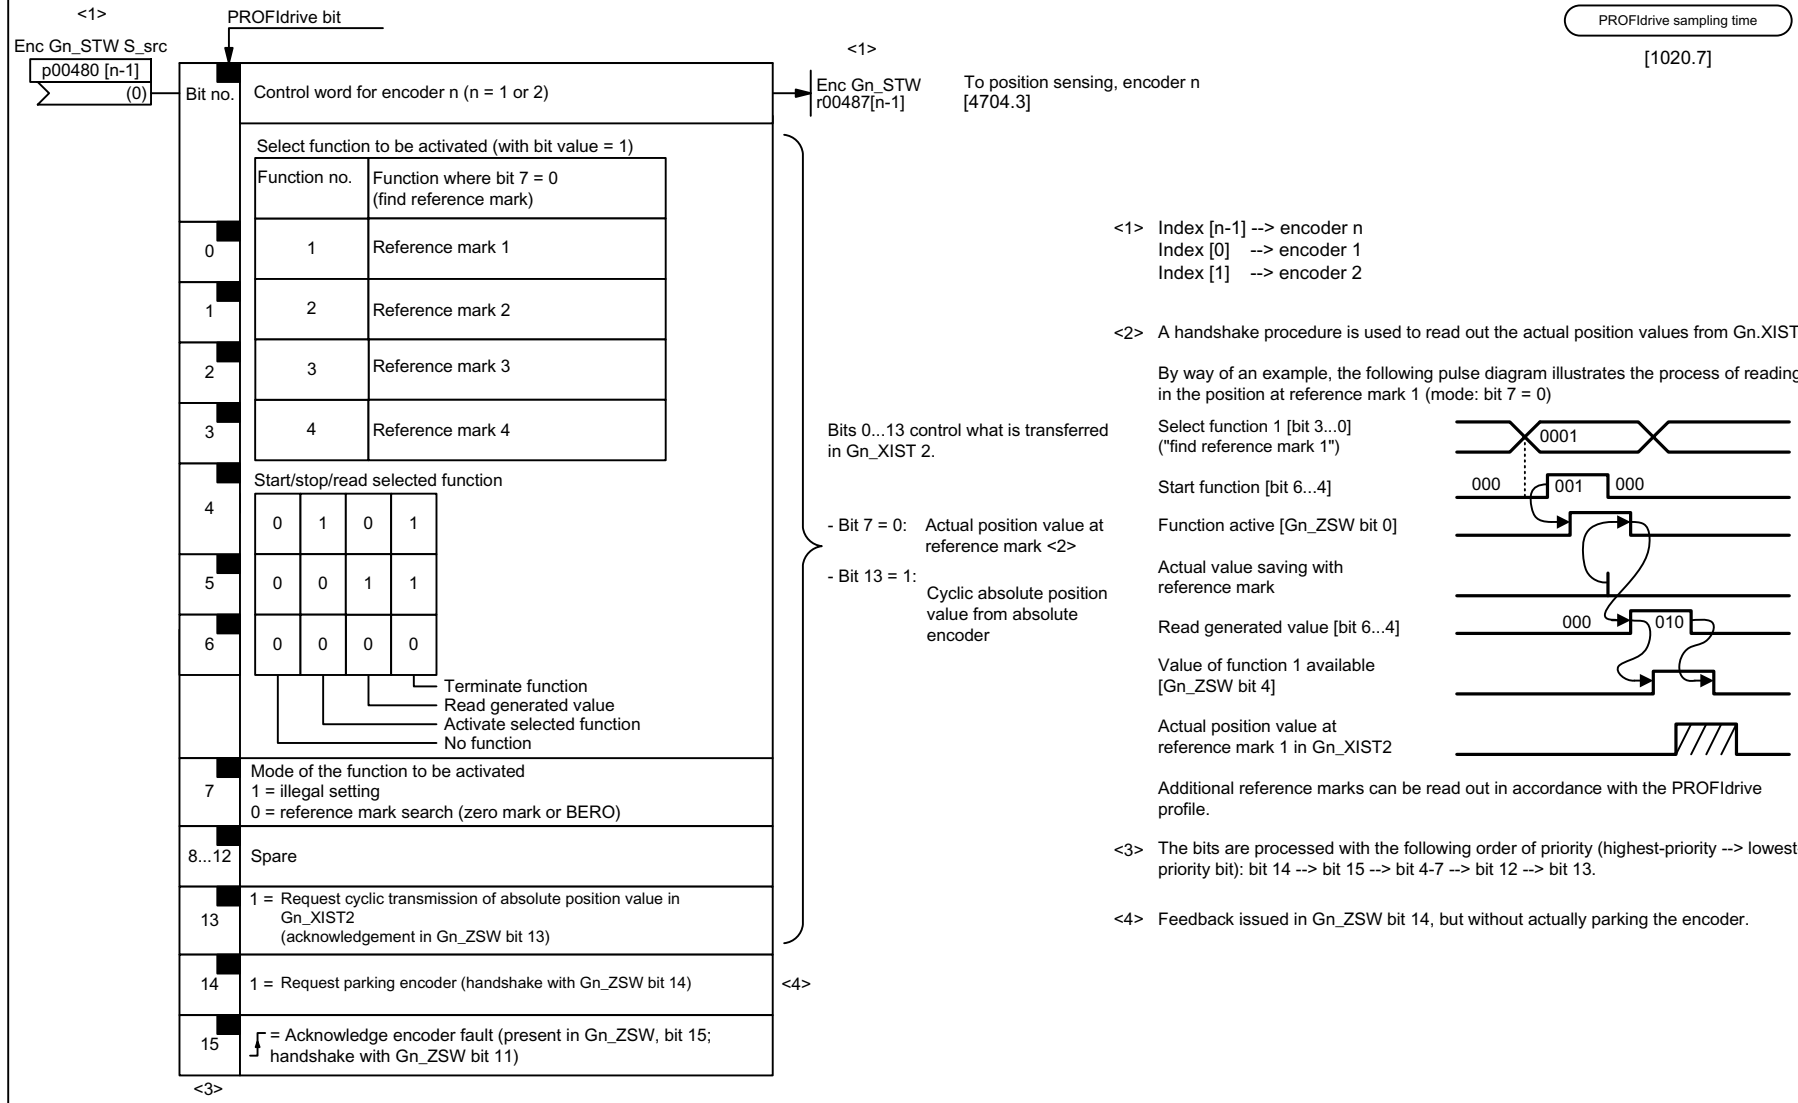 <1>
PROFIdrive bit
Enc Gn_STW S_src
p00480 [n-1]
(0)
Bit no.
Control word for encoder n (n = 1 or 2)
<1>
Enc Gn_STW
r00487[n-1]
To position sensing, encoder n
[4704.3]
PROFIdrive sampling time
[1020.7]
Select function to be activated (with bit value = 1)
Function no.
Function where bit 7 = 0
(find reference mark)
0
1
Reference mark 1
1
2
Reference mark 2
2
3
Reference mark 3
3
4
Reference mark 4
Start/stop/read selected function
4
0 1 0 1
5
0 0 1 1
6
0 0 0 0
Terminate function
Read generated value
Activate selected function
No function
7
Mode of the function to be activated
1 = illegal setting
0 = reference mark search (zero mark or BERO)
8...12
Spare
13
1 = Request cyclic transmission of absolute position value in
Gn_XIST2
(acknowledgement in Gn_ZSW bit 13)
14
1 = Request parking encoder (handshake with Gn_ZSW bit 14)
<4>
15
= Acknowledge encoder fault (present in Gn_ZSW, bit 15;
handshake with Gn_ZSW bit 11)
<3>
Bits 0...13 control what is transferred
in Gn_XIST 2.
- Bit 7 = 0: Actual position value at
reference mark <2>
- Bit 13 = 1:
Cyclic absolute position
value from absolute
encoder
<1> Index [n-1] --> encoder n
Index [0] --> encoder 1
Index [1] --> encoder 2
<2> A handshake procedure is used to read out the actual position values from Gn.XIST
By way of an example, the following pulse diagram illustrates the process of reading
in the position at reference mark 1 (mode: bit 7 = 0)
Select function 1 [bit 3...0]
("find reference mark 1")
0001
Start function [bit 6...4]
000 001 000
Function active [Gn_ZSW bit 0]
Actual value saving with
reference mark
Read generated value [bit 6...4]
000 010
Value of function 1 available
[Gn_ZSW bit 4]
Actual position value at
reference mark 1 in Gn_XIST2
Additional reference marks can be read out in accordance with the PROFIdrive
profile.
<3> The bits are processed with the following order of priority (highest-priority --> lowest
priority bit): bit 14 --> bit 15 --> bit 4-7 --> bit 12 --> bit 13.
<4> Feedback issued in Gn_ZSW bit 14, but without actually parking the encoder.